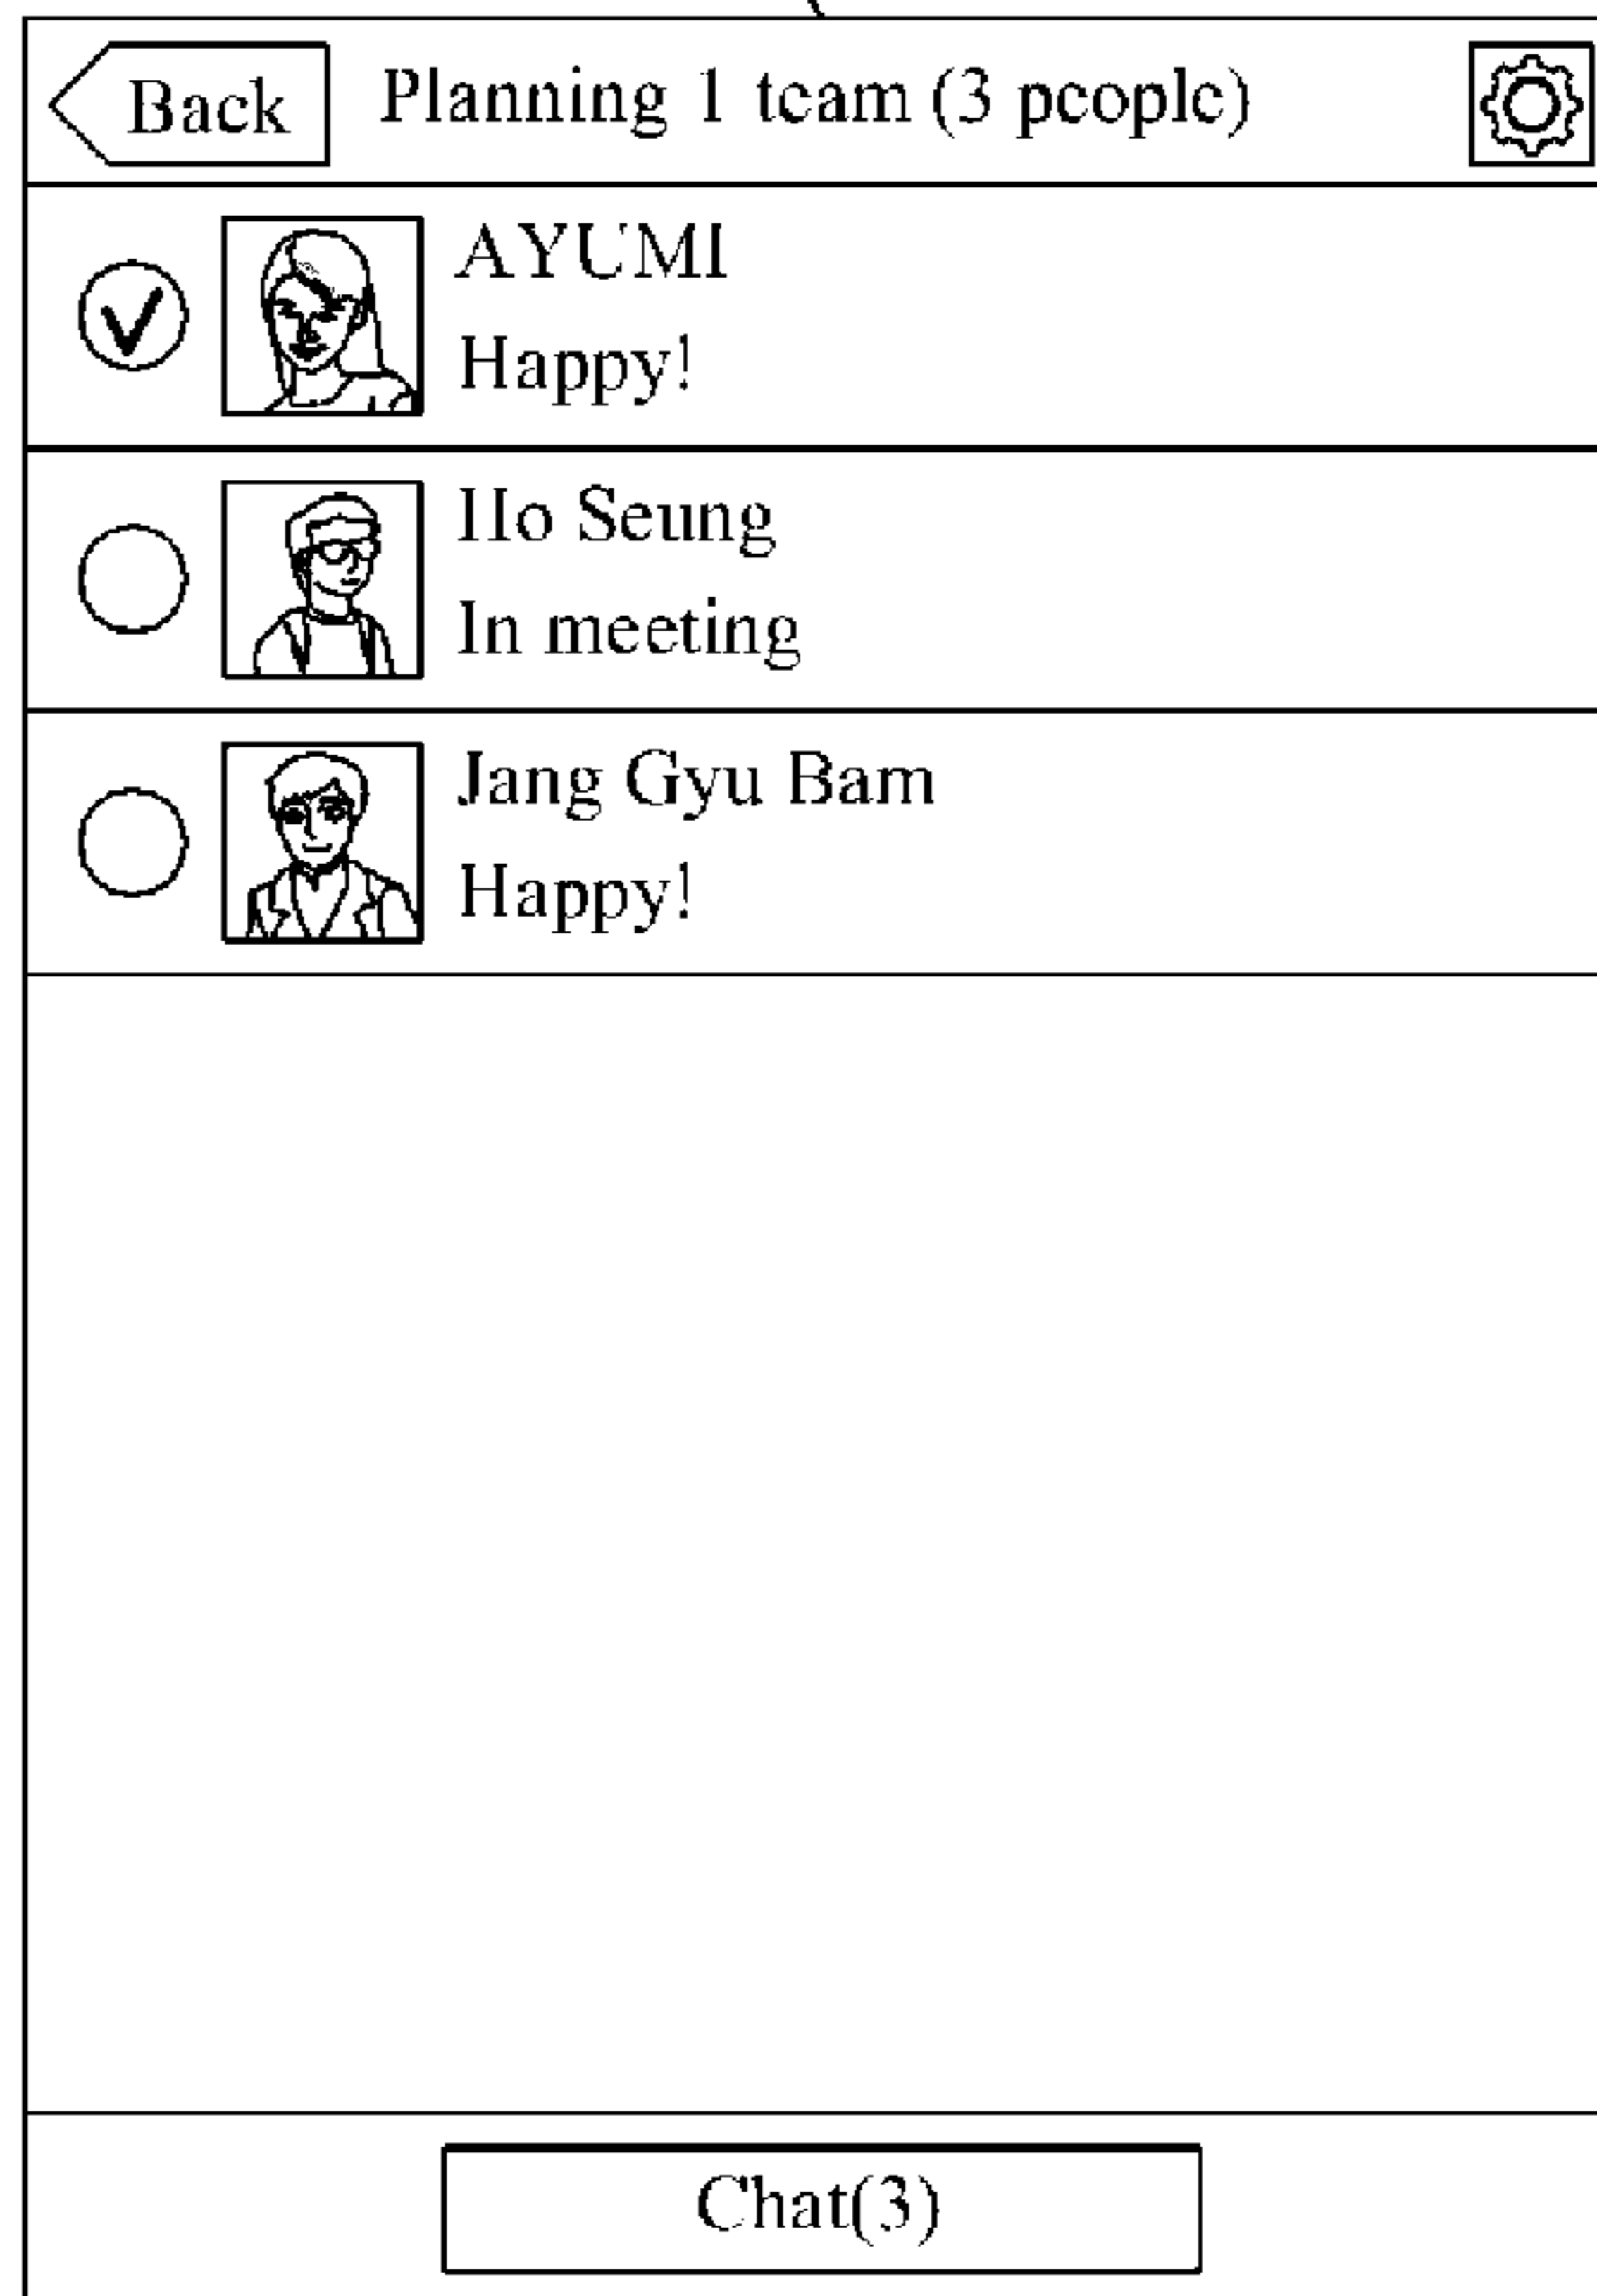 Back
Planning 1 team (3 people)
AYUMI
Happy!
Ho Seung
In meeting
Jang Gyu Bam
Happy!
Chat(3)